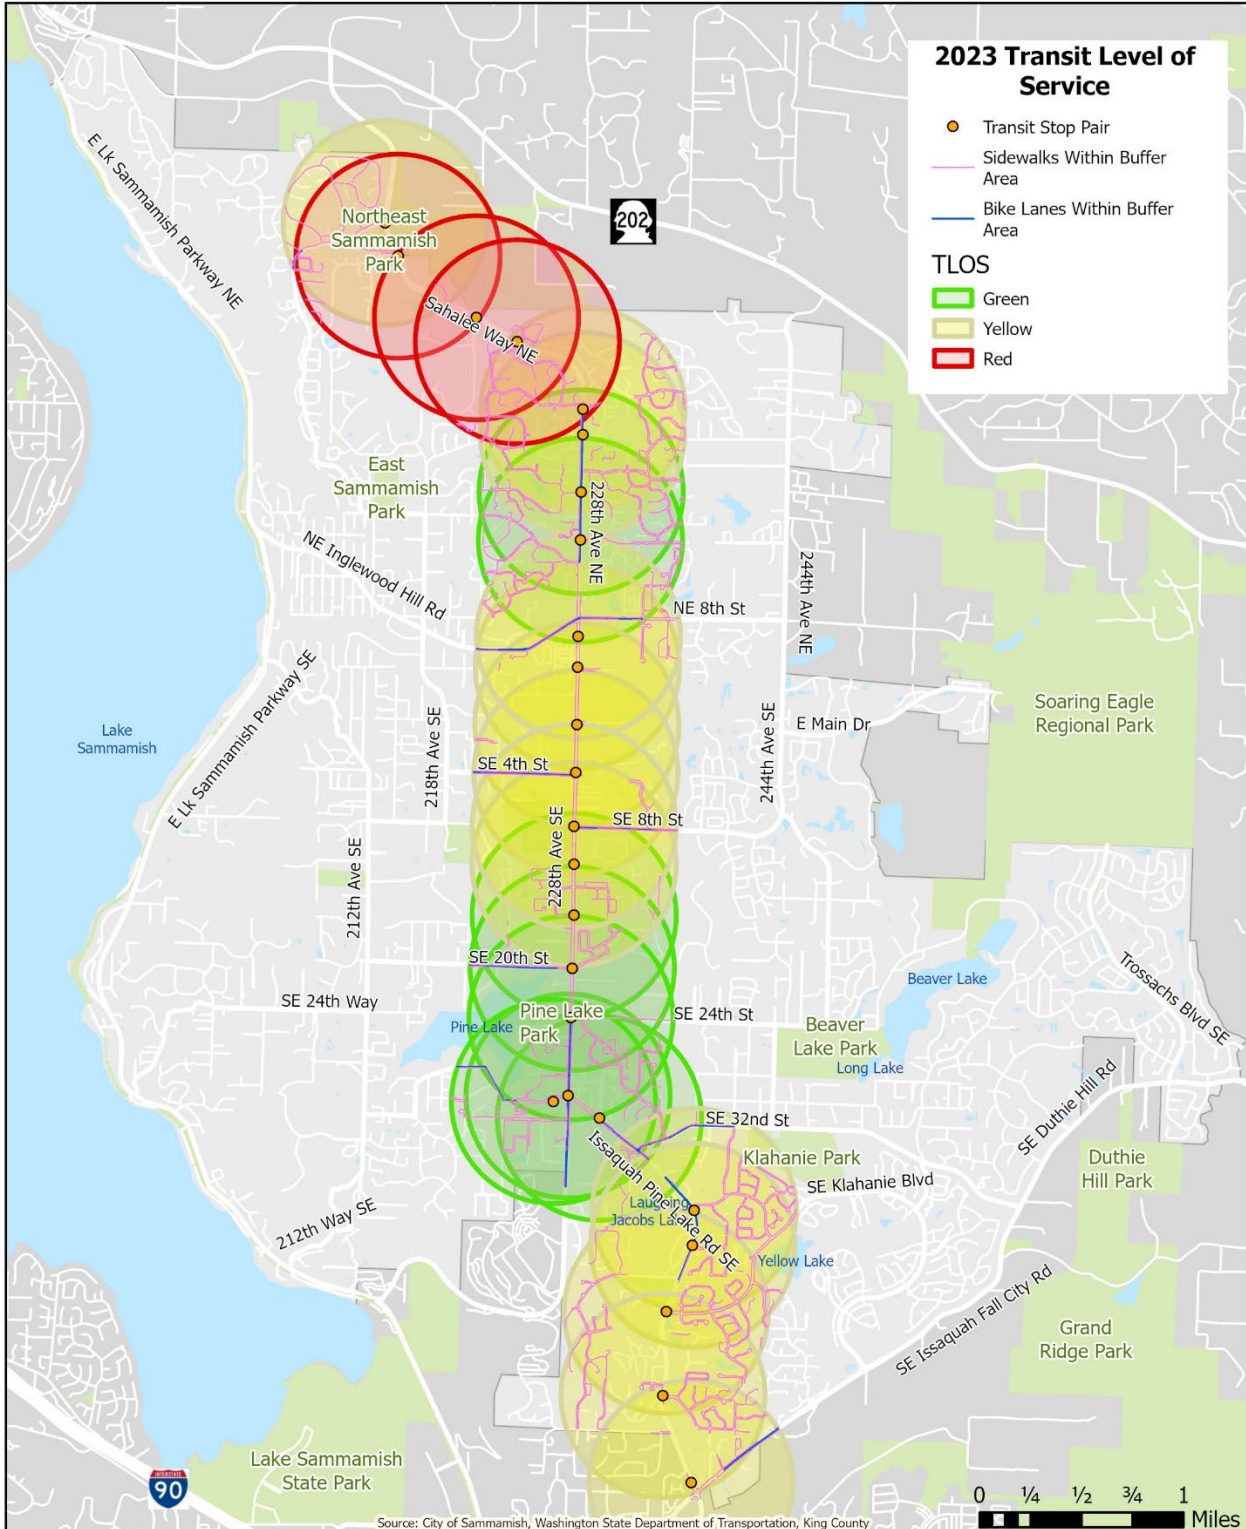 2023 Transit Level of
Service
Transit Stop Pair
Sidewalks Within Buffer
Area
Bike Lanes Within Buffer
Area
TLOS
Green
Yellow
Red
E Lk Sammamish Parkway NE
202
Northeast
Sammamish
Park
Sahalee Way NE
East
Sammamish
Park
228th Ave NE
NE Inglewood Hill Rd
NE 8th St
244th Ave NE
Soaring Eagle
Regional Park
E Lk Sammamish Parkway SE
Lake
Sammamish
218th Ave SE
244th Ave SE
E Main Dr
SE 4th St
SE 8th St
228th Ave SE
212th Ave SE
SE 20th St
SE 24th Way
Beaver Lake
Trossachs Blvd SE
Pine Lake
Pine Lake
Park
SE 24th St
Beaver
Lake Park
Long Lake
SE Duthie Hill Rd
SE 32nd St
Issaquah Pine Lake Rd SE
Klahanie Park
SE Klahanie Blvd
Duthie
Hill Park
Laughing
Jacobs
Yellow Lake
212th Way SE
SE Issaquah Fall City Rd
Grand
Ridge Park
Lake Sammamish
State Park
INTERSTATE
90
0 ¼ ½ ¾ 1
Miles
Source: City of Sammamish, Washington State Department of Transportation, King County